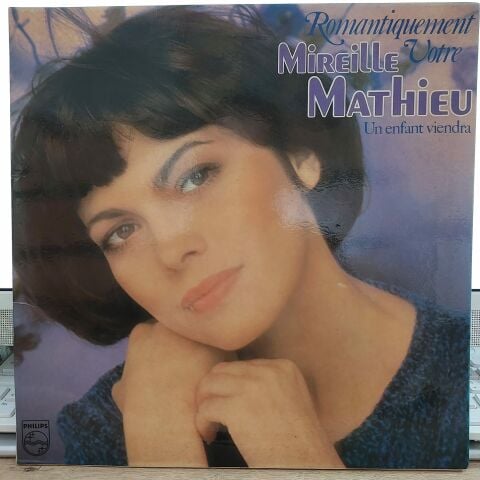 Romantiquement
Votre
MIREILLE
MATHIEU
Un enfant viendra
PHILIPS